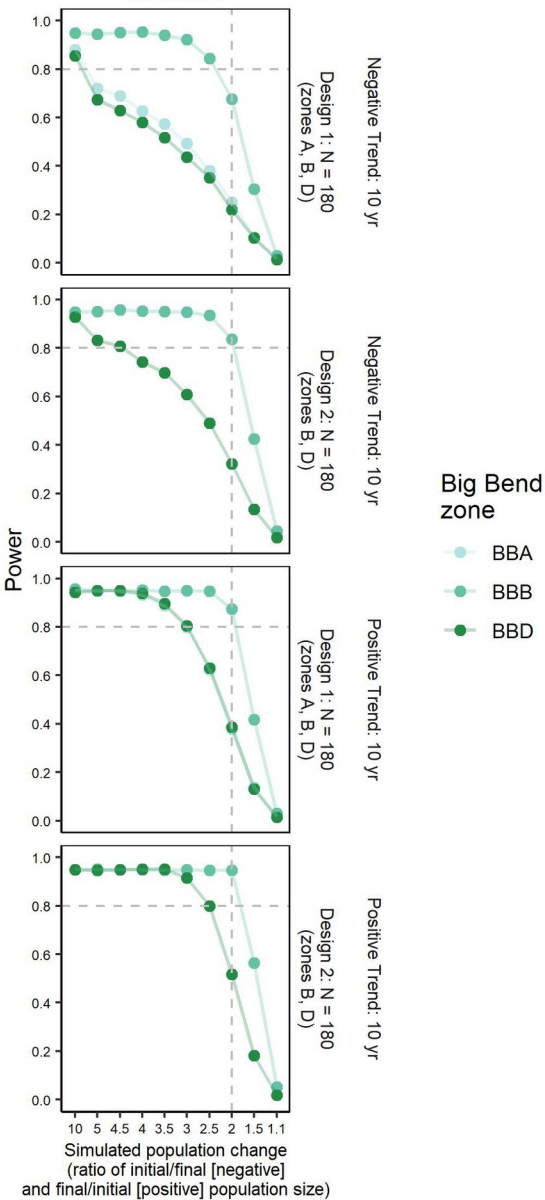 1.0
0.8
0.6
0.4
0.2
0.0
Design 1: N = 180
(zones A, B, D)
Negative Trend: 10 yr
1.0
0.8
0.6
0.4
0.2
0.0
Design 2: N = 180
(zones B, D)
Negative Trend: 10 yr
1.0
0.8
0.6
0.4
0.2
0.0
Design 1: N = 180
(zones A, B, D)
Positive Trend: 10 yr
1.0
0.8
0.6
0.4
0.2
0.0
Design 2: N = 180
(zones B, D)
Positive Trend: 10 yr
Power
10 5 4.5 4 3.5 3 2.5 2 1.5 1.1
Simulated population change
(ratio of initial/final [negative]
and final/initial [positive] population size)
Big Bend
zone
BBA
BBB
BBD